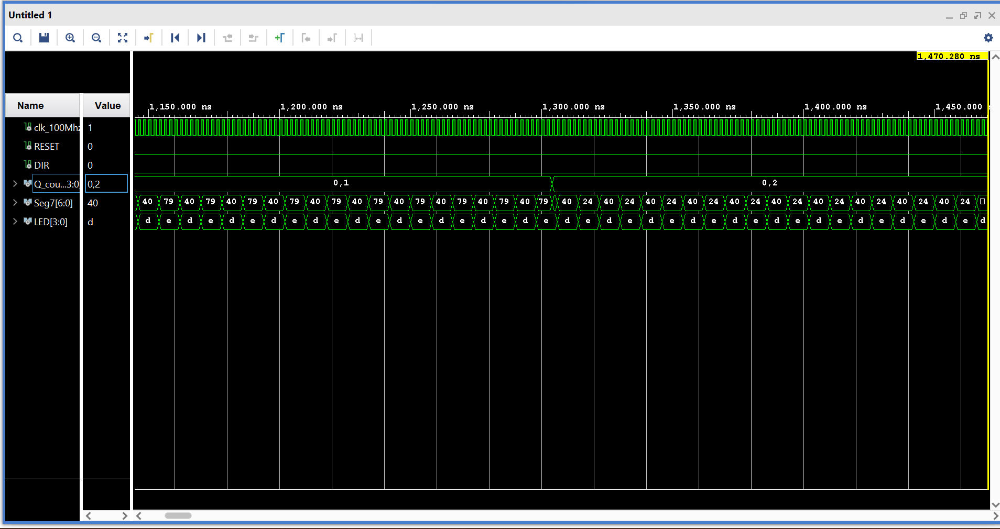 Untitled 1
1,470.280 ns
Name Value 1,150.000 ns 1,200.000 ns 1,250.000 ns 1,300.000 ns 1,350.000 ns 1,400.000 ns 1,450.000
clk_100Mhz 1
RESET 0
DIR 0
Q_cou...3:0] 0,2 0,1 0,2
Seg7[6:0] 40 40 79 40 79 40 79 40 79 40 79 40 79 40 79 40 79 40 79 40 79 40 24 40 24 40 24 40 24 40 24 40 24 40 24 40 24 40 24 40 24
LED[3:0] d d e d e d e d e d e d e d e d e d e d e d e d e d e d e d e d e d e d e d e d e d